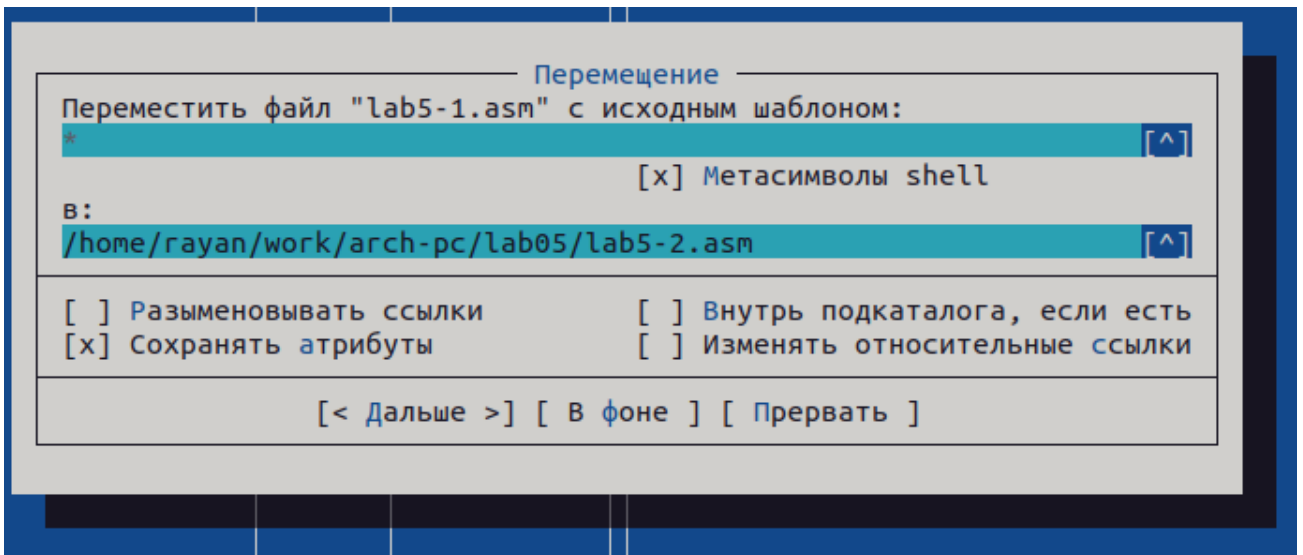 Перемещение
Переместить файл "lab5-1.asm" с исходным шаблоном:
* [^]
[x] Метасимволы shell
в:
/home/rayan/work/arch-pc/lab05/lab5-2.asm [^]
[ ] Разыменовывать ссылки [ ] Внутрь подкаталога, если есть
[x] Сохранять атрибуты [ ] Изменять относительные ссылки
[< Дальше >] [ В фоне ] [ Прервать ]